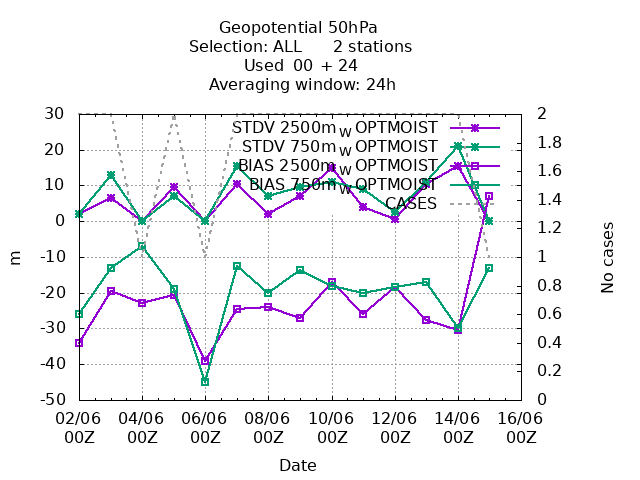 Geopotential 50hPa
Selection: ALL 2 stations
Used 00 + 24
Averaging window: 24h
30
20
10
0
-10
-20
-30
-40
-50
m
STDV 2500m_W OPTMOIST
STDV 750m_W OPTMOIST
BIAS 2500m_W OPTMOIST
BIAS 750m_W OPTMOIST
CASES
2
1.8
1.6
1.4
1.2
1
0.8
0.6
0.4
0.2
0
No cases
02/06 04/06 06/06 08/06 10/06 12/06 14/06 16/06
00Z 00Z 00Z 00Z 00Z 00Z 00Z 00Z
Date